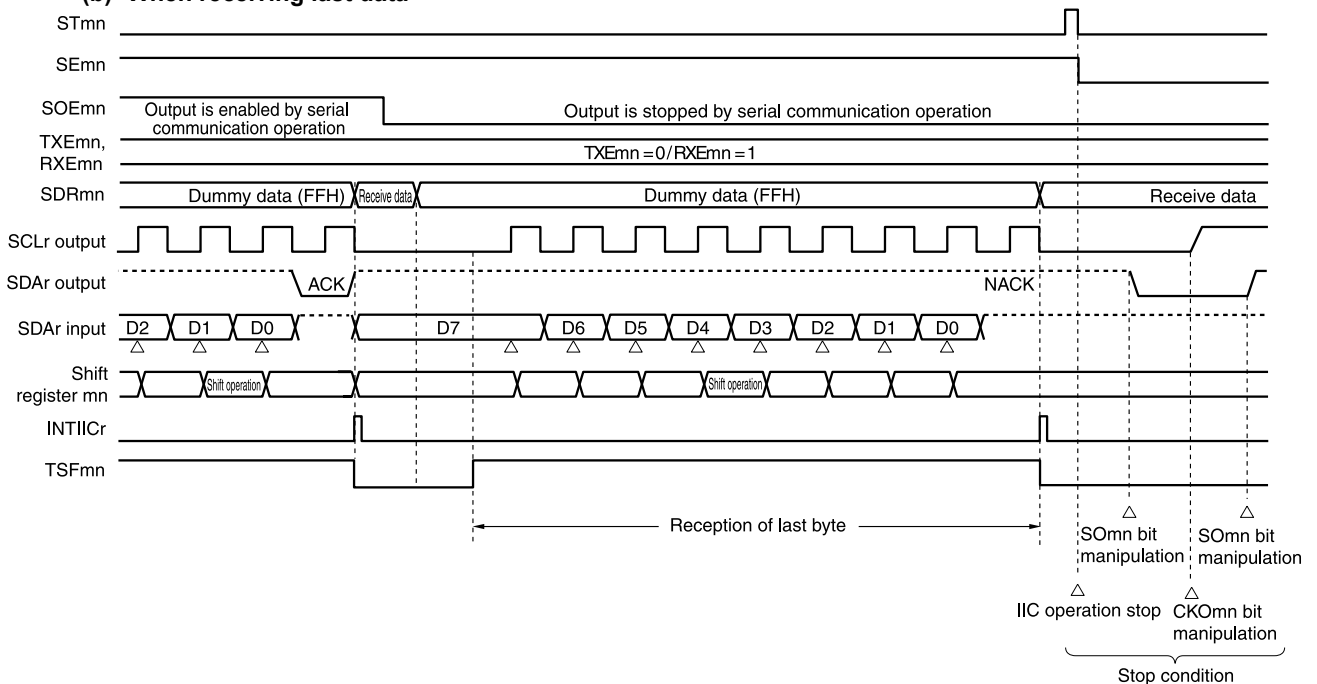 (b) When receiving last data
STmn
SEmn
SOEmn
Output is enabled by serial
communication operation
Output is stopped by serial communication operation
TXEmn,
RXEmn
TXEmn=0/RXEmn=1
SDRmn
Dummy data (FFH)
Receive data
Dummy data (FFH)
Receive data
SCLr output
SDAr output
ACK
NACK
SDAr input
D2
D1
D0
D7
D6
D5
D4
D3
D2
D1
D0
Shift
register mn
Shift operation
Shift operation
INTIICr
TSFmn
Reception of last byte
SOmn bit
manipulation
SOmn bit
manipulation
IIC operation stop
CKOmn bit
manipulation
Stop condition